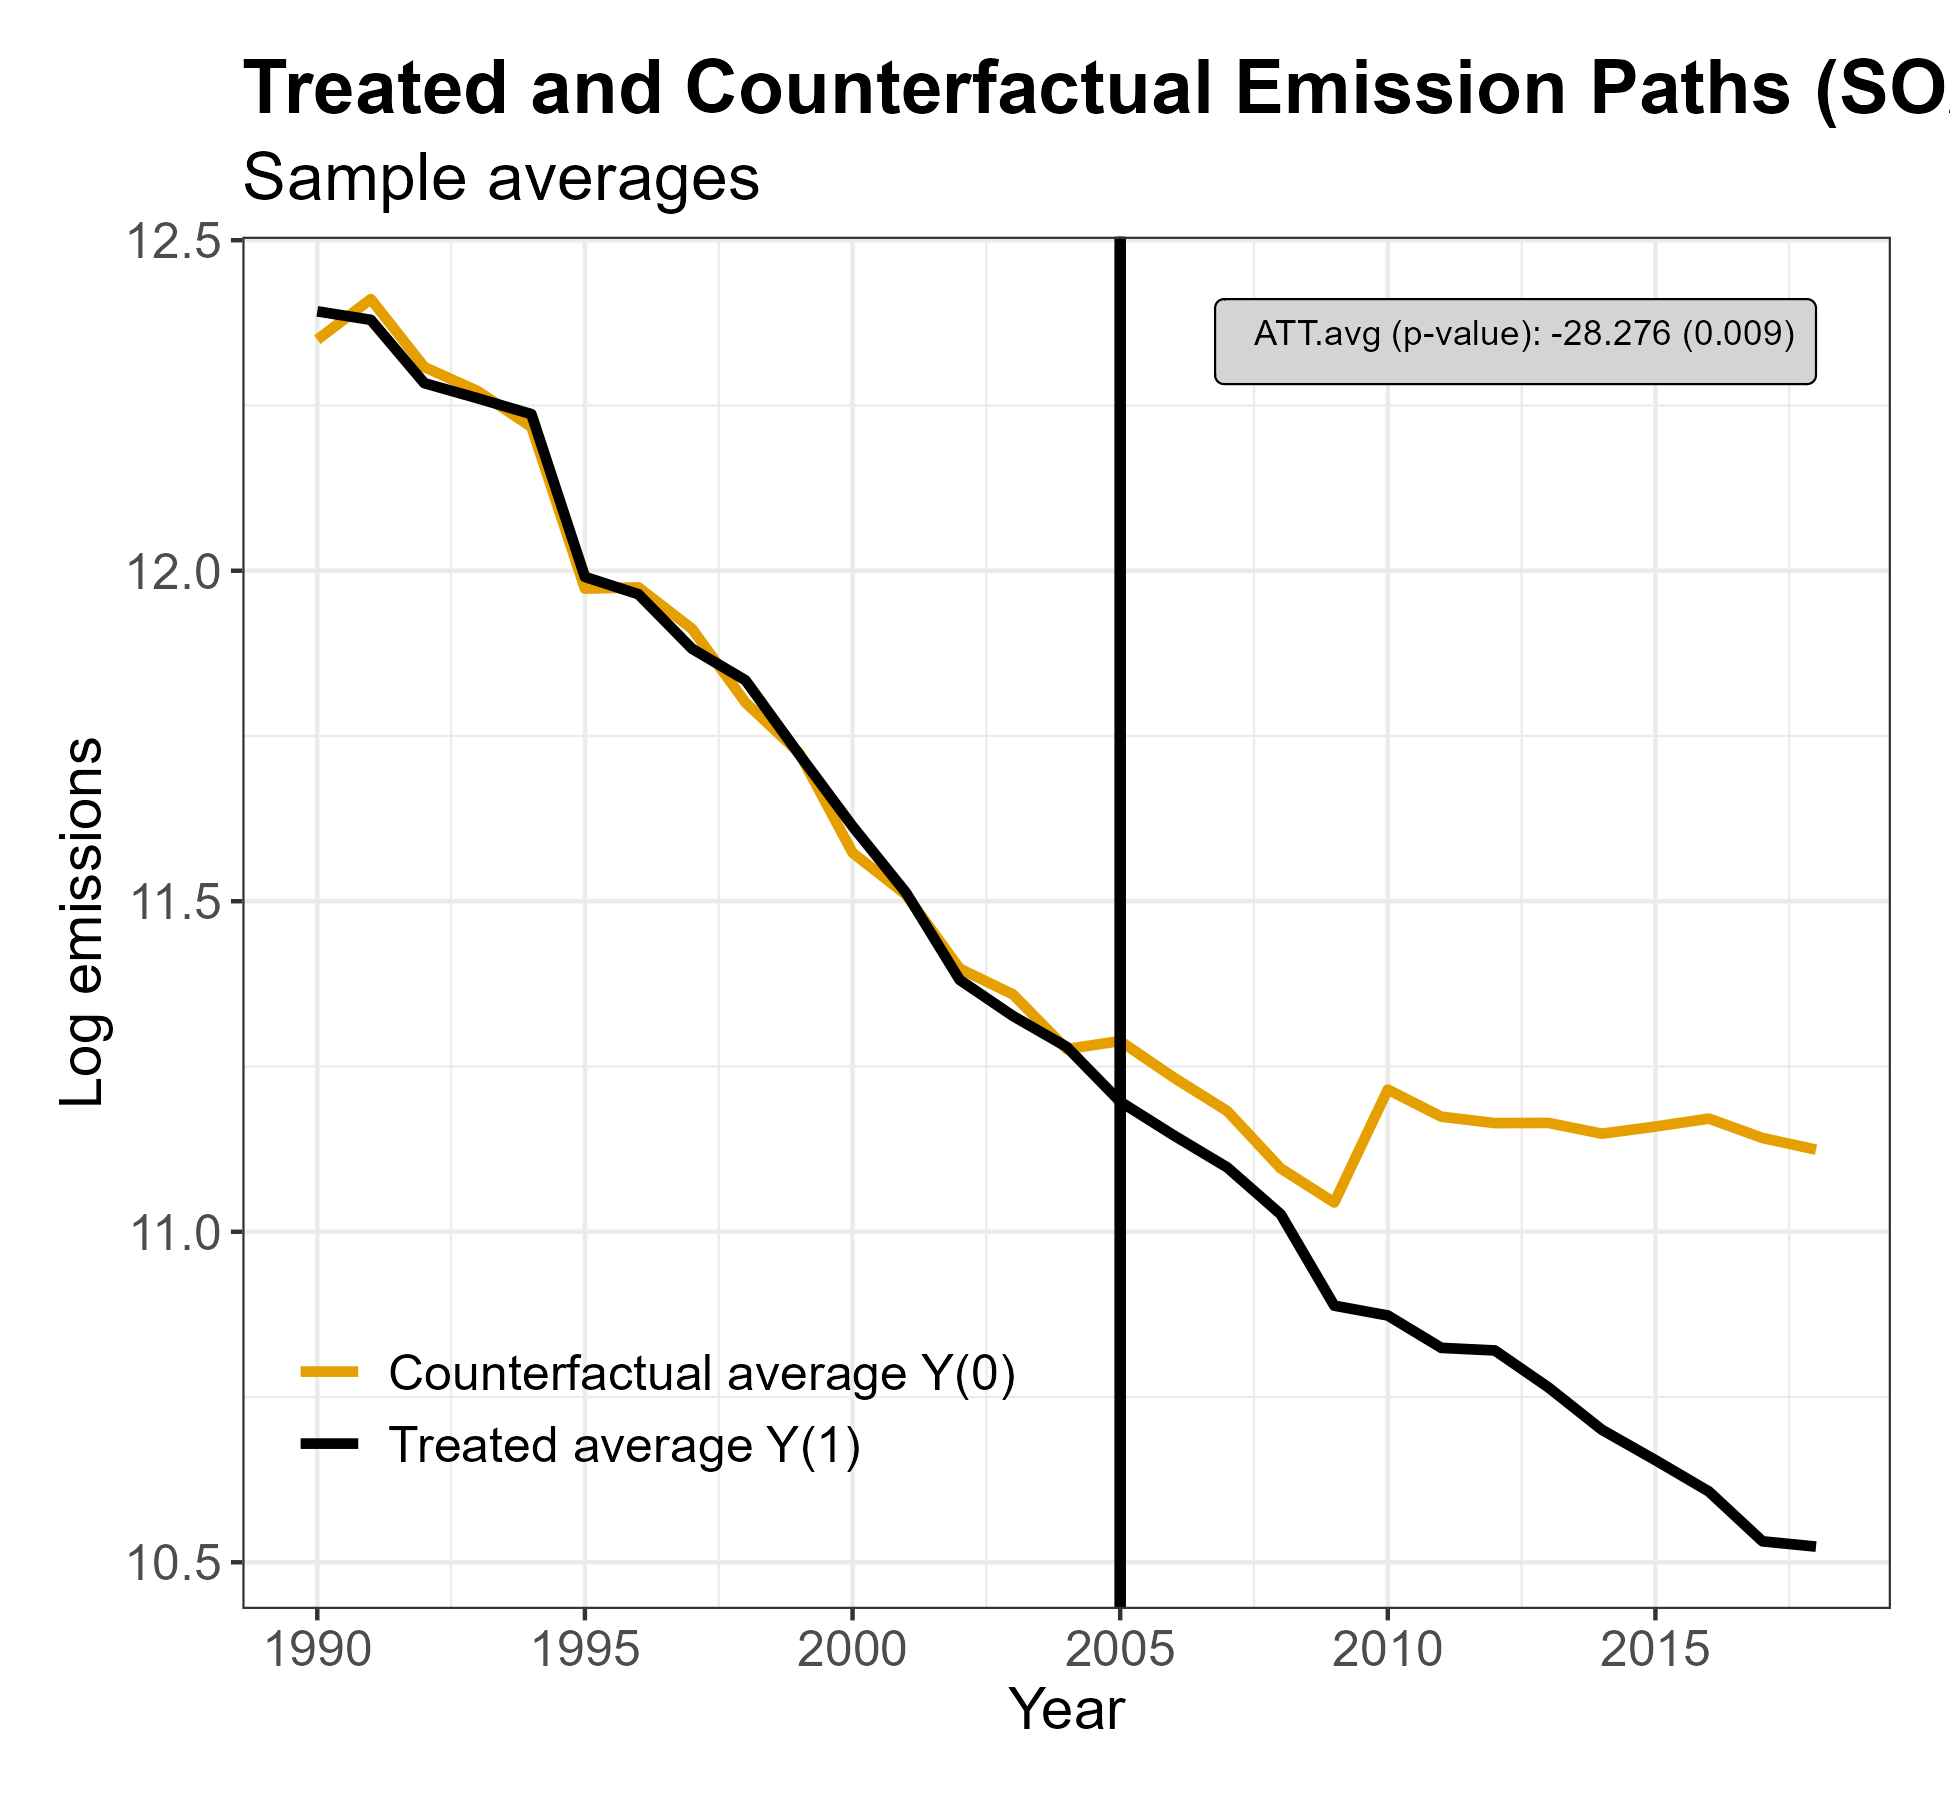 Treated and Counterfactual Emission Paths (SO
Sample averages
12.5
12.0
11.5
11.0
10.5
Log emissions
ATT.avg (p-value): -28.276 (0.009)
Counterfactual average Y(0)
Treated average Y(1)
1990 1995 2000 2005 2010 2015
Year